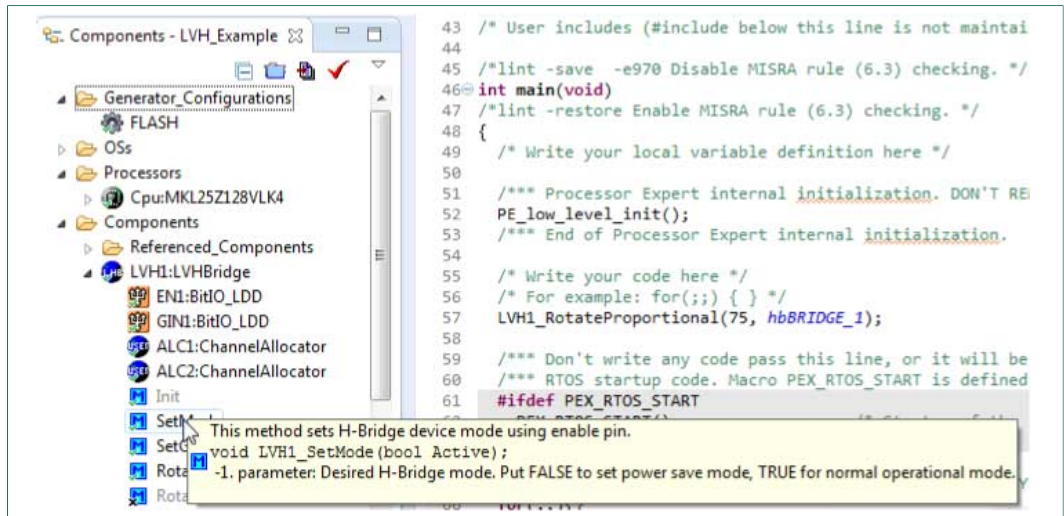 Components - LVH_Example
Generator_Configurations
FLASH
OSs
Processors
Cpu:MKL25Z128VLK4
Components
Referenced_Components
LVH1:LVHBridge
EN1:BitIO_LDD
GIN1:BitIO_LDD
ALC1:ChannelAllocator
ALC2:ChannelAllocator
Init
43 /* User includes (#include below this line is not maintai
44
45 /*lint -save -e970 Disable MISRA rule (6.3) checking. */
46 int main(void)
47 /*lint -restore Enable MISRA rule (6.3) checking. */
48 {
49 /* Write your local variable definition here */
50
51 /*** Processor Expert internal initialization. DON'T RE
52 PE_low_level_init();
53 /*** End of Processor Expert internal initialization.
54
55 /* Write your code here */
56 /* For example: for(;;) { } */
57 LVH1_RotateProportional(75, hbBRIDGE_1);
58
59 /*** Don't write any code pass this line, or it will be
60 /*** RTOS startup code. Macro PEX_RTOS_START is defined
61 #ifdef PEX_RTOS_START
This method sets H-Bridge device mode using enable pin.
void LVH1_SetMode(bool Active);
-1. parameter: Desired H-Bridge mode. Put FALSE to set power save mode, TRUE for normal operational mode.